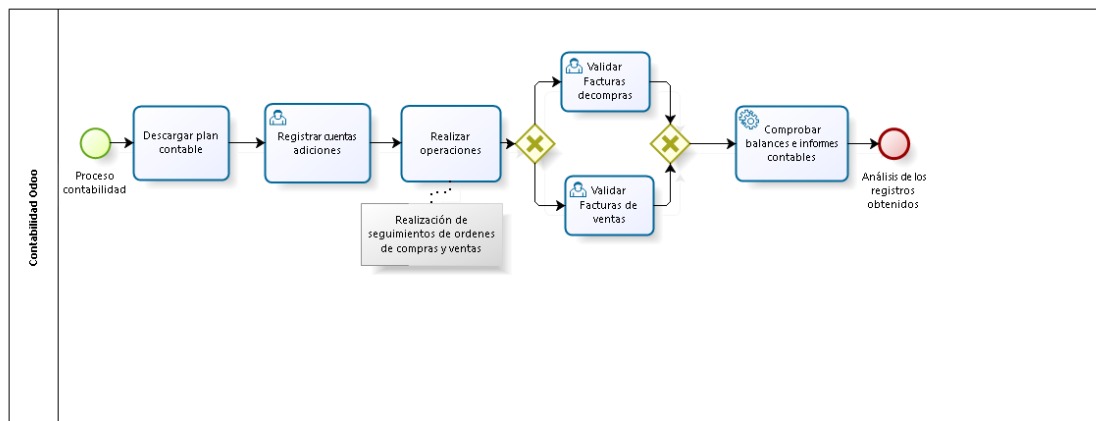 Contabilidad Odoo
Proceso
contabilidad
Descargar plan
contable
Registrar cuentas
adiciones
Realizar
operaciones
Realización de
seguimientos de ordenes
de compras y ventas
Validar
Facturas
decompras
Validar
Facturas de
ventas
Comprobar
balances e informes
contables
Análisis de los
registros
obtenidos